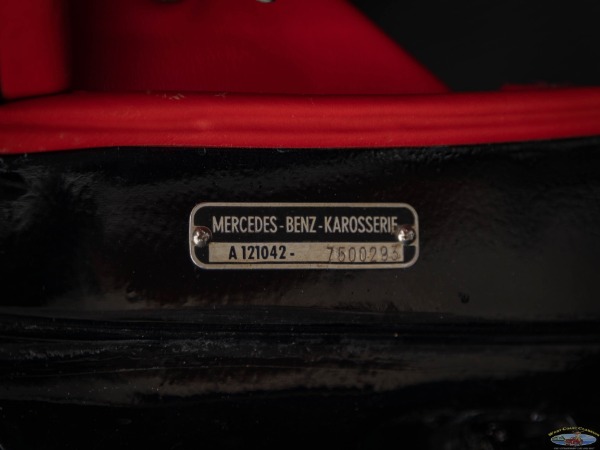 MERCEDES-BENZ-KAROSSERIE
A 121042- 7500293